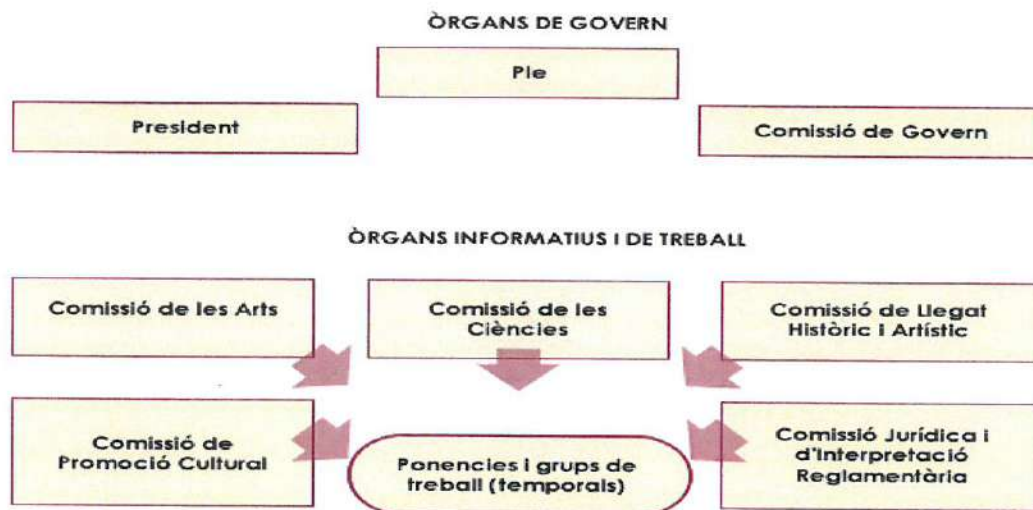 ÒRGANS DE GOVERN
Ple
President
Comissió de Govern
ÒRGANS INFORMATIUS I DE TREBALL
Comissió de les Arts
Comissió de les
Ciències
Comissió de Llegat
Històric i Artístic
Comissió de
Promoció Cultural
Ponencies i grups de
treball (temporals)
Comissió Jurídica i
d'Interpretació
Reglamentària